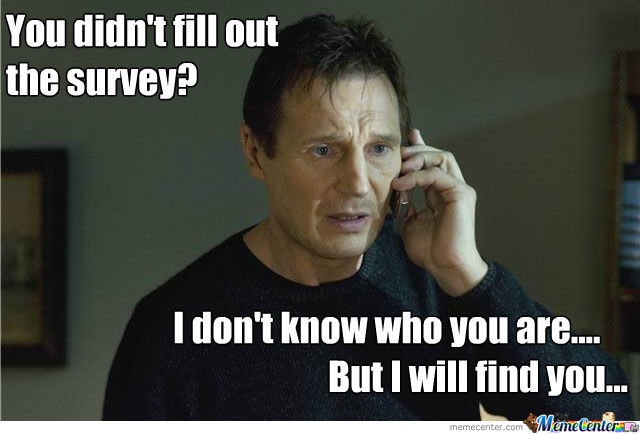 You didn't fill out
the survey?
I don't know who you are....
But I will find you...
memecenter.com MemeCenter